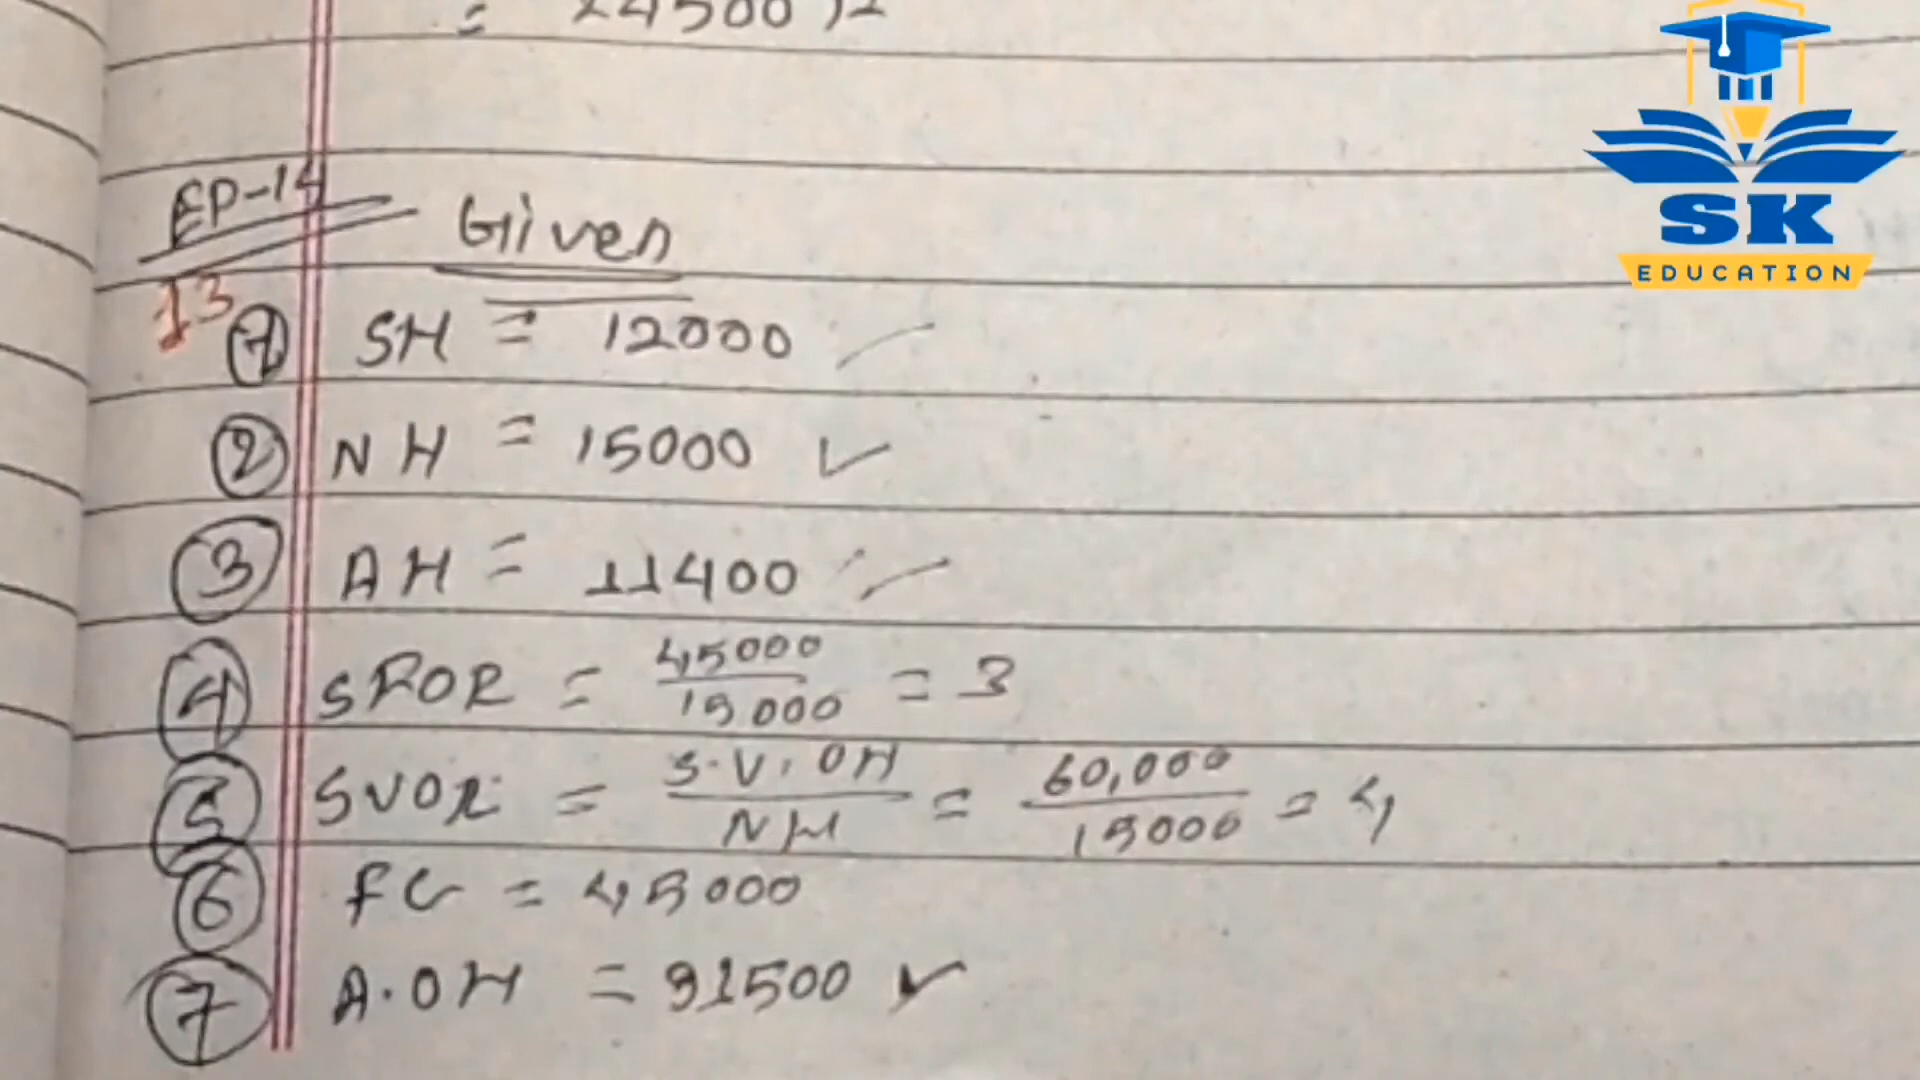 = 24500
EP-14 Given
13
① SH = 12000
② NH = 15000 ✓
③ AH = 11400
④ SFOR = 45000/15000 = 3
⑤ SVOR = S.V.OH/NH = 60,000/15000 = 4
⑥ FC = 45000
⑦ A.OH = 91500 ✓
SK
EDUCATION